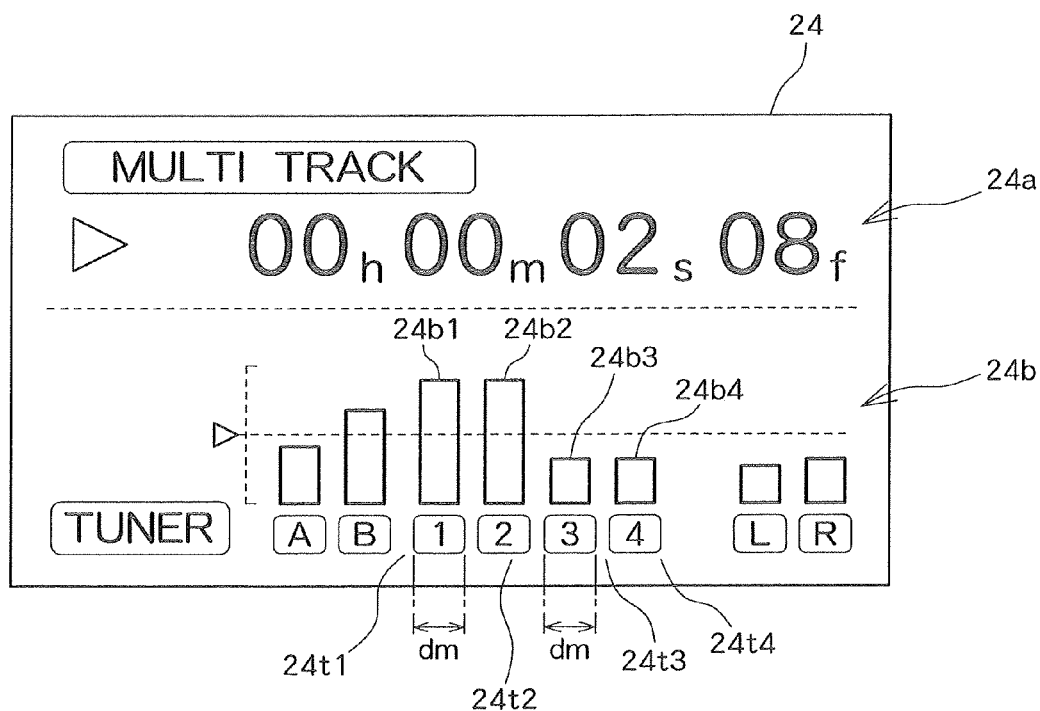 24
MULTI TRACK
24a
00h 00m 02s 08f
24b1 24b2
24b3
24b4
24b
TUNER A B 1 2 3 4 L R
dm dm
24t1 24t2 24t3 24t4